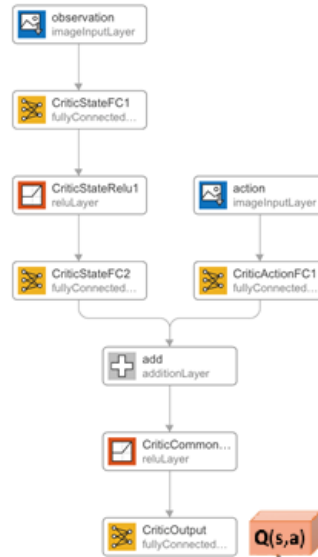 observation
imageInputLayer
CriticStateFC1
fullyConnected...
CriticStateRelu1
reluLayer
action
imageInputLayer
CriticStateFC2
fullyConnected...
CriticActionFC1
fullyConnected...
add
additionLayer
CriticCommon...
reluLayer
CriticOutput
fullyConnected...
Q(s,a)